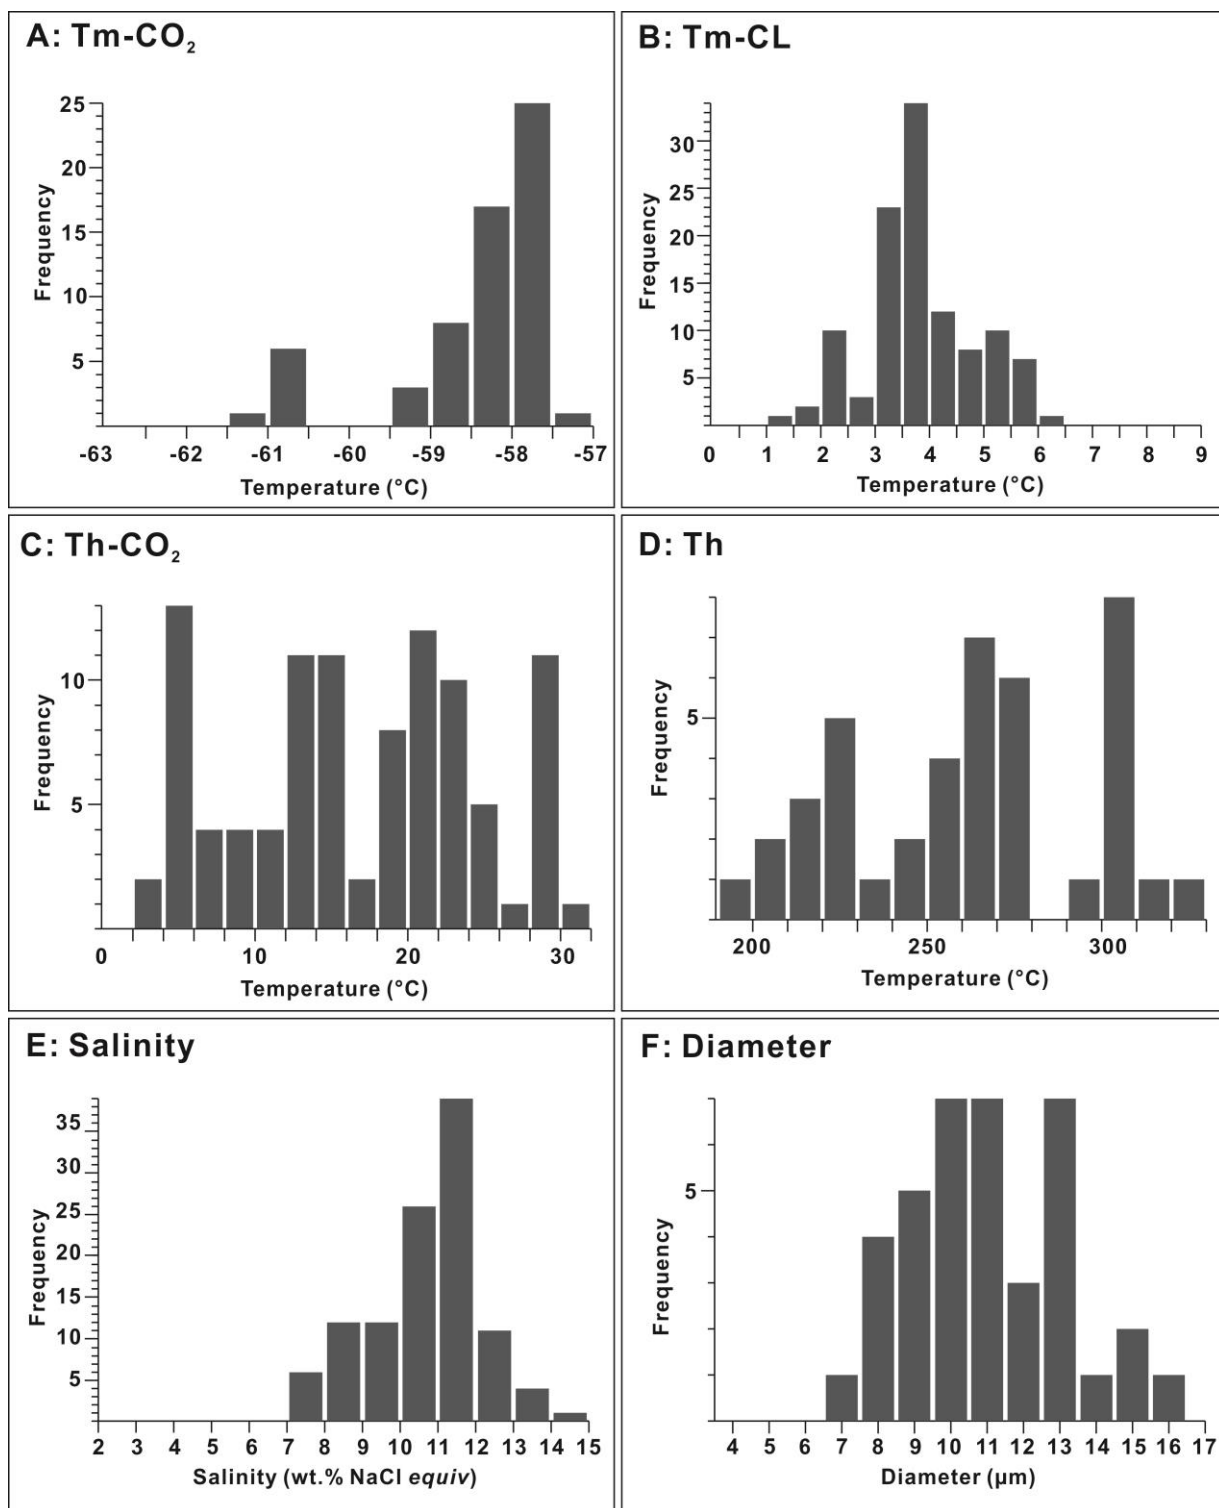 A: Tm-CO₂
25
20
15
10
5
Frequency
-63 -62 -61 -60 -59 -58 -57
Temperature (°C)
B: Tm-CL
30
25
20
15
10
5
Frequency
0 1 2 3 4 5 6 7 8 9
Temperature (°C)
C: Th-CO₂
10
5
Frequency
0 10 20 30
Temperature (°C)
D: Th
5
Frequency
200 250 300
Temperature (°C)
E: Salinity
35
30
25
20
15
10
5
Frequency
2 3 4 5 6 7 8 9 10 11 12 13 14 15
Salinity (wt.% NaCl equiv)
F: Diameter
5
Frequency
4 5 6 7 8 9 10 11 12 13 14 15 16 17
Diameter (µm)